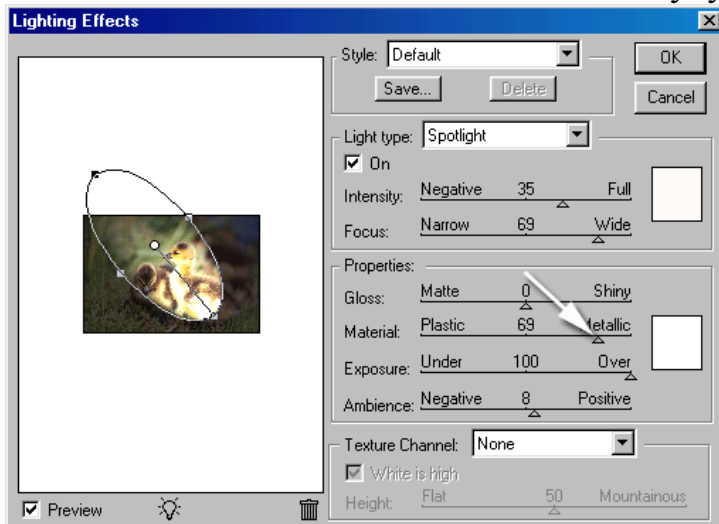 Lighting Effects
Style: Default
OK
Save... Delete
Cancel
Light type: Spotlight
On
Intensity: Negative 35 Full
Focus: Narrow 69 Wide
Properties:
Gloss: Matte 0 Shiny
Material: Plastic 69 Metallic
Exposure: Under 100 Over
Ambience: Negative 8 Positive
Texture Channel: None
White is high
Height: Flat 50 Mountainous
Preview